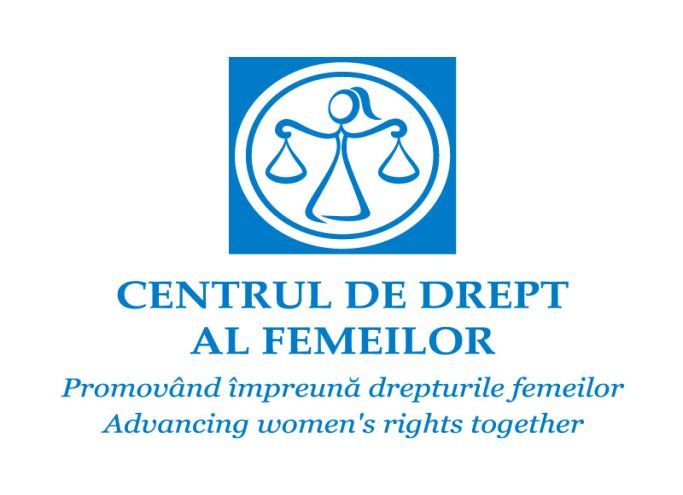 CENTRUL DE DREPT
AL FEMEILOR
Promovând împreună drepturile femeilor
Advancing women's rights together